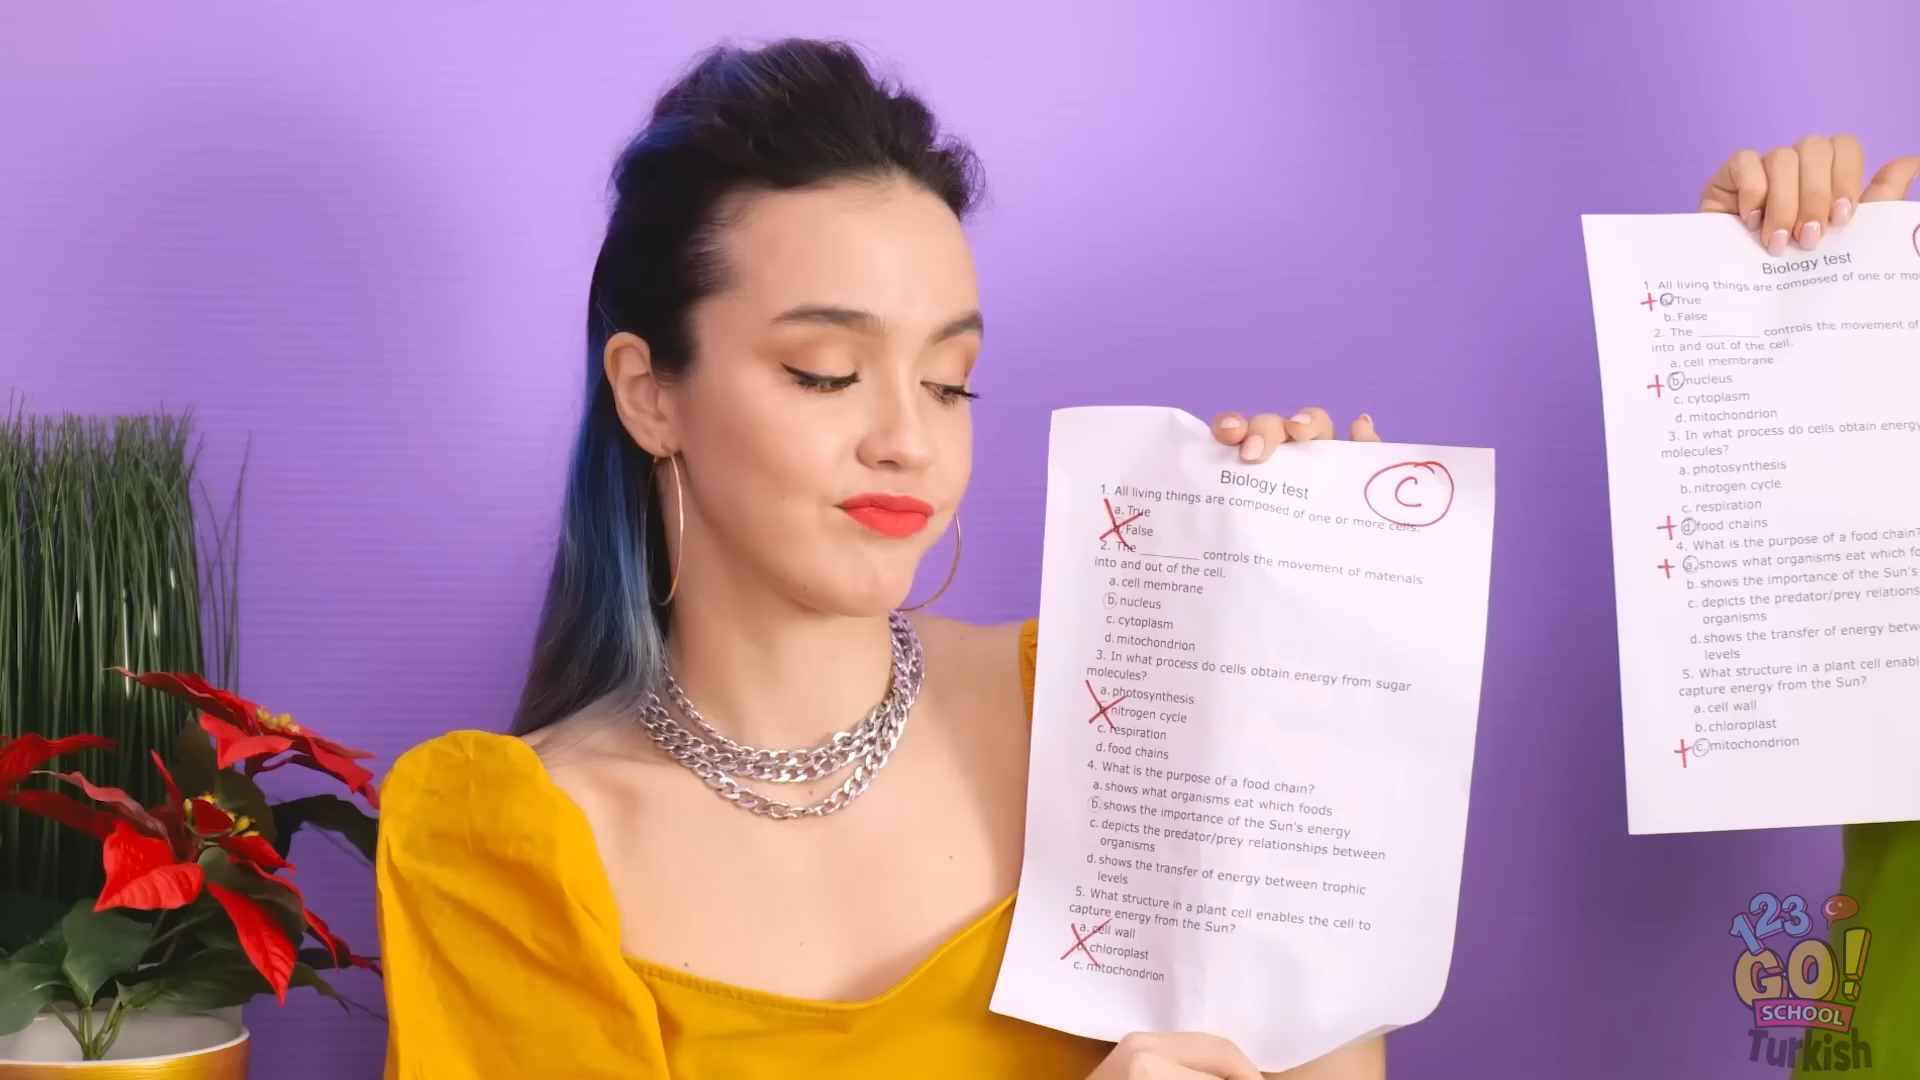 Biology test
C
1. All living things are composed of one or more cells.
a. True
False
2. The _________ controls the movement of materials
into and out of the cell.
a. cell membrane
b. nucleus
c. cytoplasm
d. mitochondrion
3. In what process do cells obtain energy from sugar
molecules?
a. photosynthesis
nitrogen cycle
c. respiration
d. food chains
4. What is the purpose of a food chain?
a. shows what organisms eat which foods
b. shows the importance of the Sun's energy
c. depicts the predator/prey relationships between
organisms
d. shows the transfer of energy between trophic
levels
5. What structure in a plant cell enables the cell to
capture energy from the Sun?
a. cell wall
b. chloroplast
c. mitochondrion
Biology test
1. All living things are composed of one or
a. True
b. False
2. The _________ controls the movement of
into and out of the cell.
a. cell membrane
b. nucleus
c. cytoplasm
d. mitochondrion
3. In what process do cells obtain energy
molecules?
a. photosynthesis
b. nitrogen cycle
c. respiration
d. food chains
4. What is the purpose of a food chain?
a. shows what organisms eat which
b. shows the importance of the Sun's
c. depicts the predator/prey
organisms
d. shows the transfer of energy
levels
5. What structure in a plant cell
capture energy from the Sun?
a. cell wall
b. chloroplast
c. mitochondrion
123
GO!
SCHOOL
Turkish